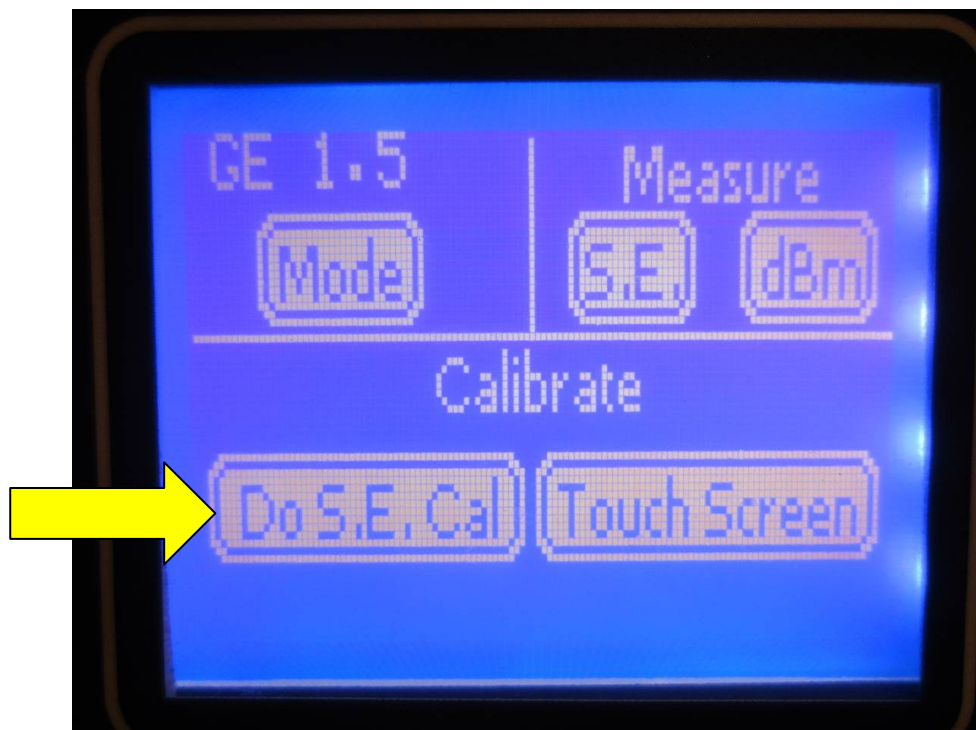 GE 1.5
Mode
Measure
S.E. dBm
Calibrate
Do S.E. Cal Touch Screen